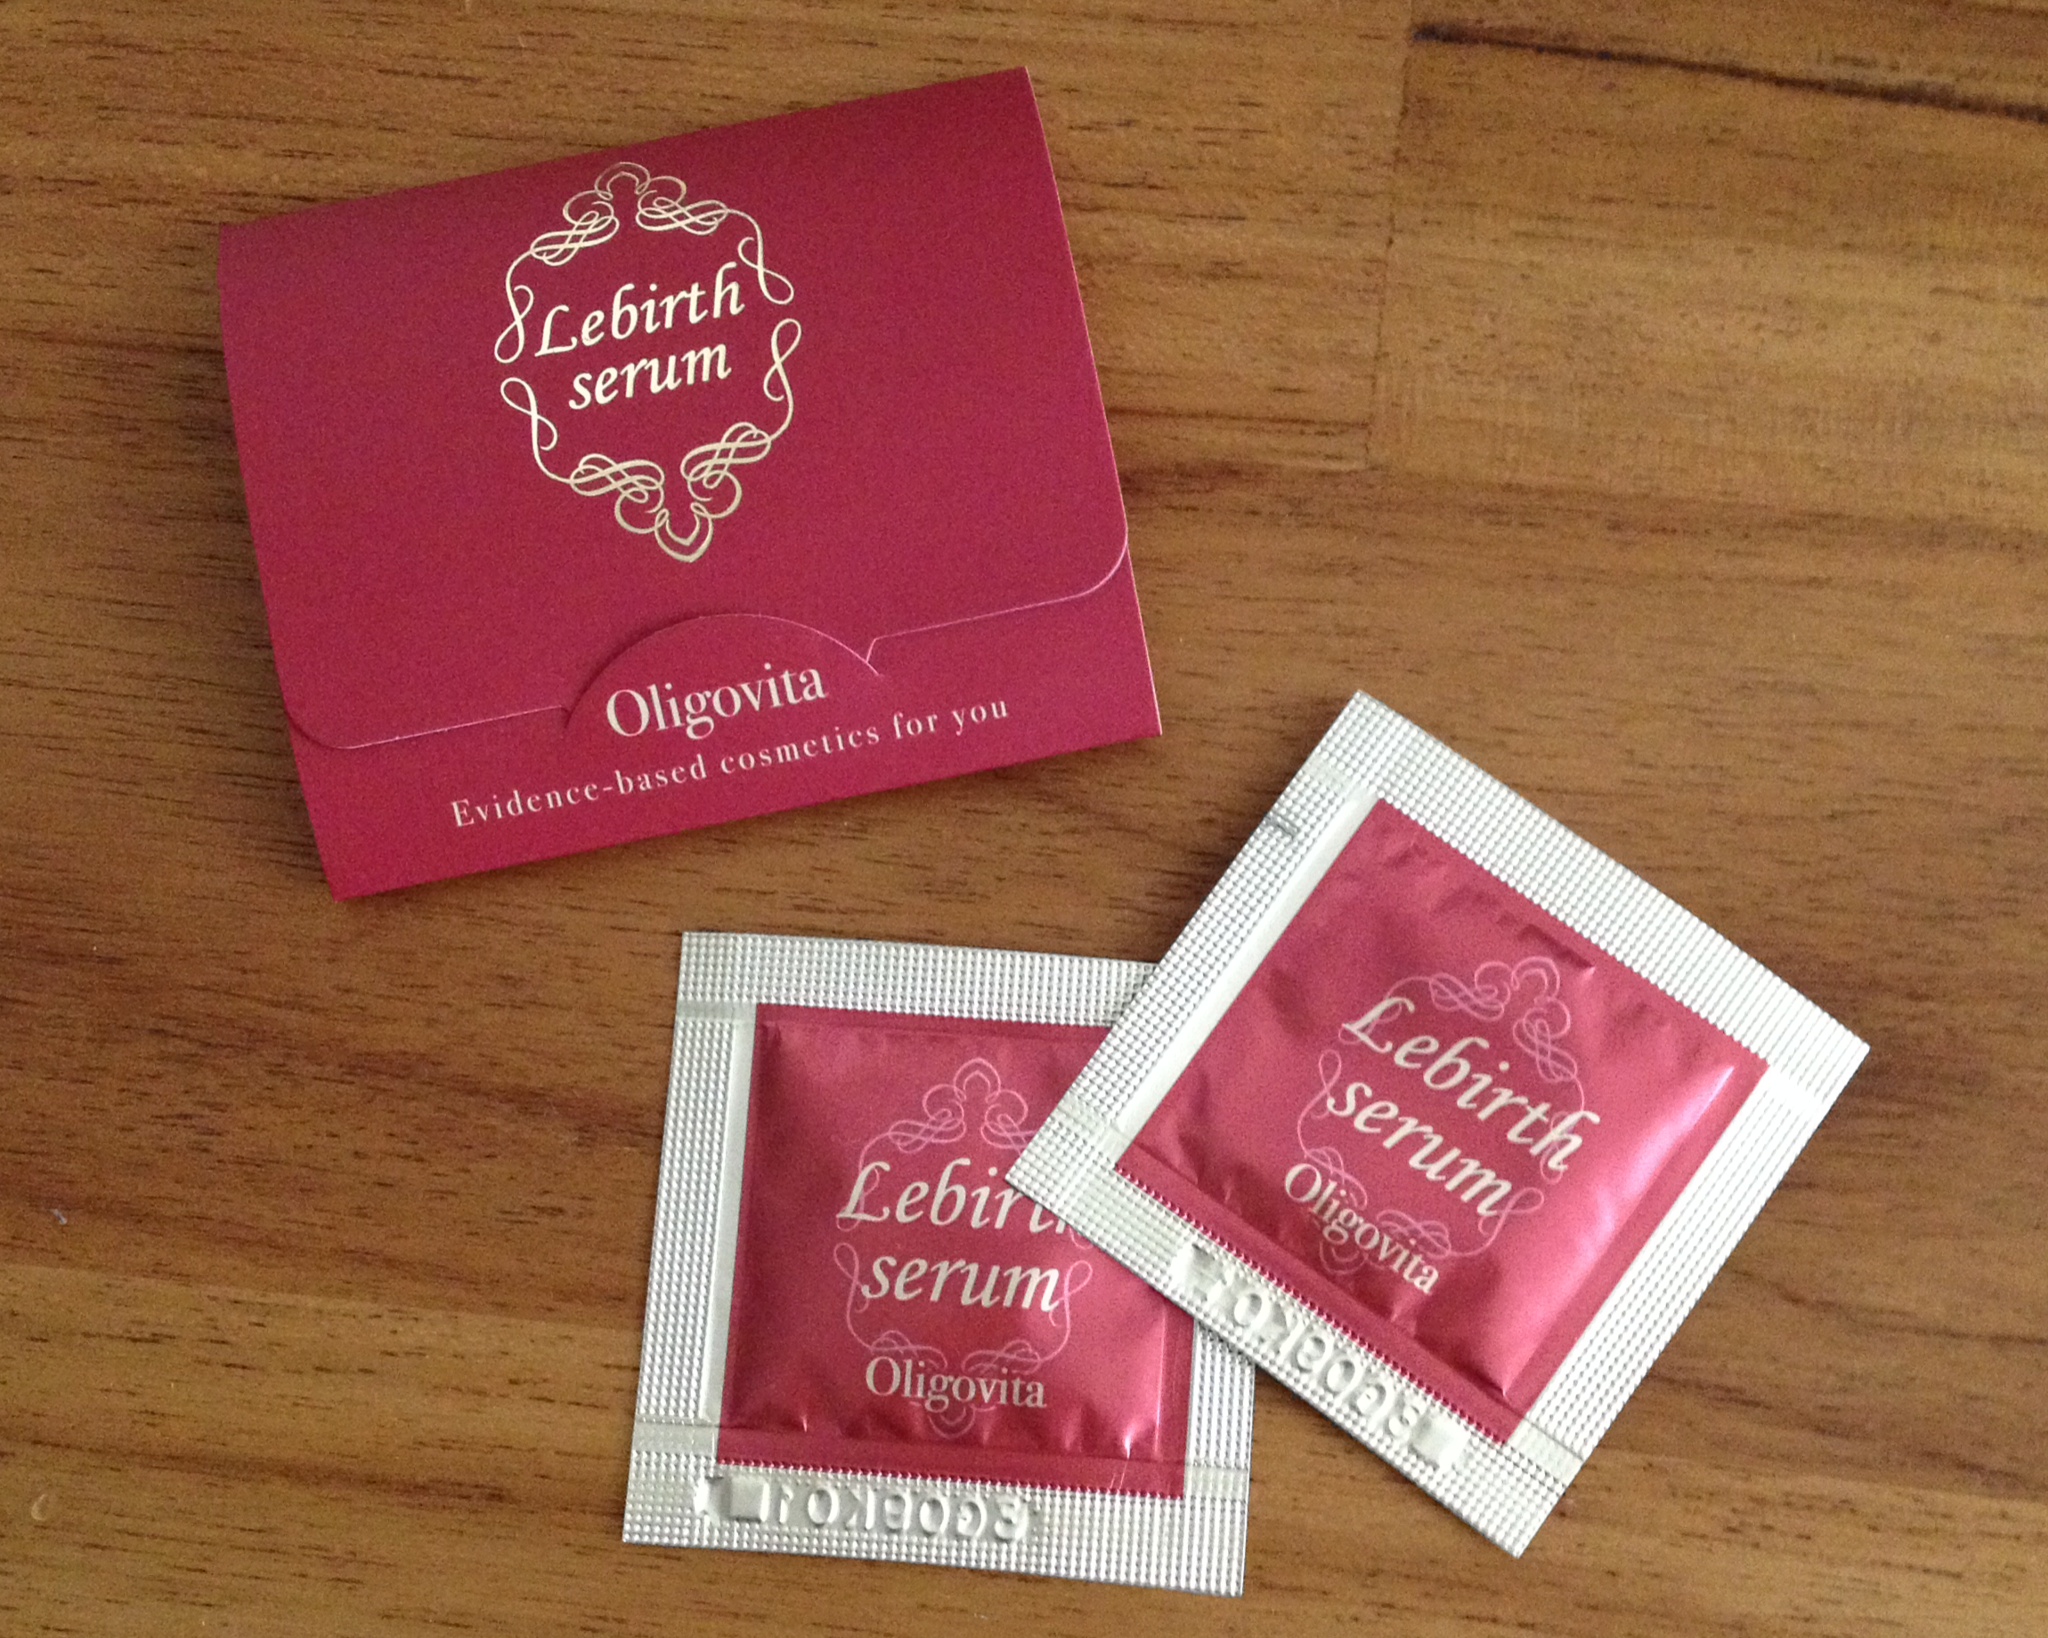 Lebirth
serum
Oligovita
Evidence-based cosmetics for you
Lebirth
serum
Oligovita
Lebirth
serum
Oligovita